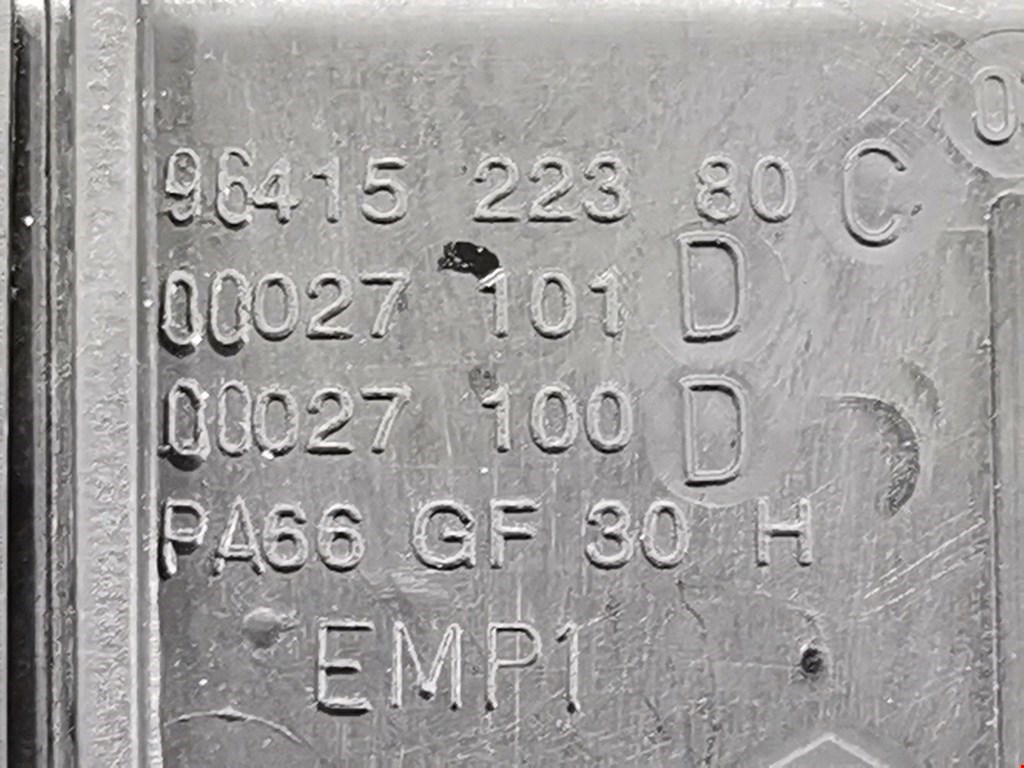 96415 223 80 C
00027 101 D
00027 100 D
PA66 GF 30 H
EMP1